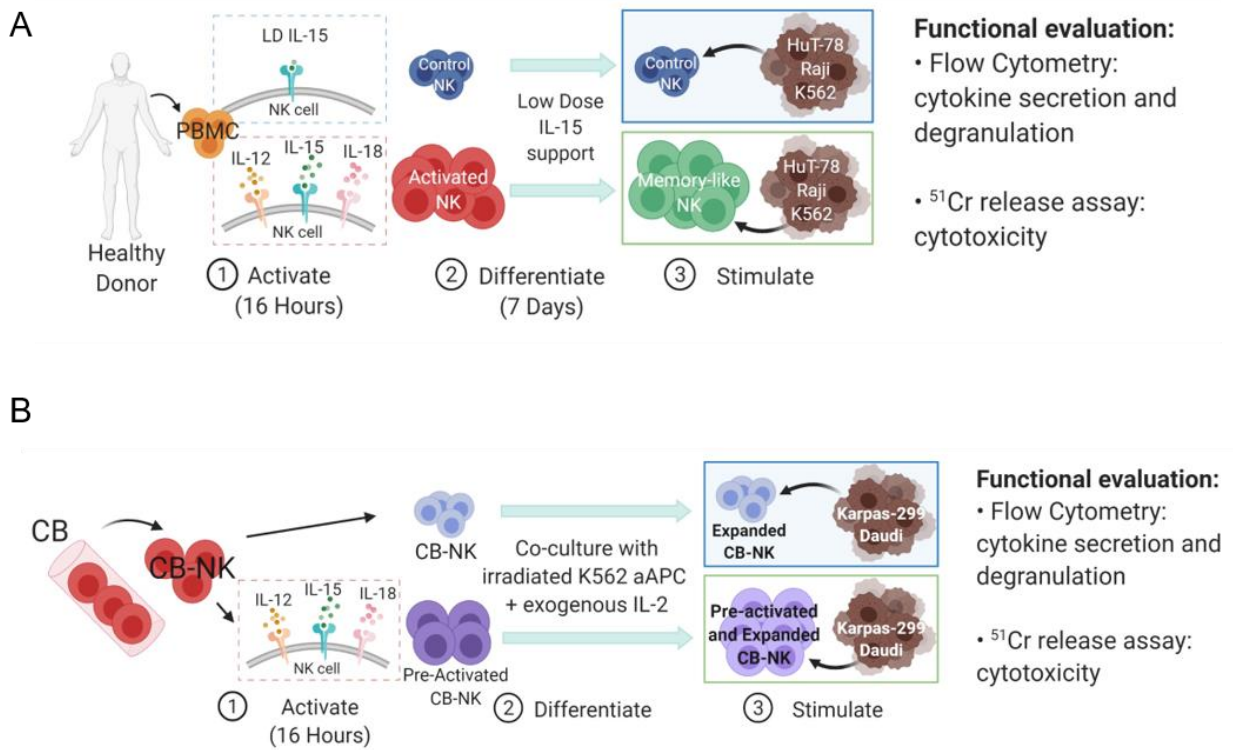 A
LD IL-15
NK cell
PBMC
IL-12
IL-15
IL-18
NK cell
Healthy
Donor
1 Activate
(16 Hours)
Control
NK
Activated
NK
Low Dose
IL-15
support
2 Differentiate
(7 Days)
Control
NK
HuT-78
Raji
K562
Memory-like
NK
HuT-78
Raji
K562
3 Stimulate
Functional evaluation:
• Flow Cytometry:
cytokine secretion and
degranulation
• ⁵¹Cr release assay:
cytotoxicity
B
CB
CB-NK
IL-12
IL-15
IL-18
NK cell
1 Activate
(16 Hours)
CB-NK
Pre-Activated
CB-NK
Co-culture with
irradiated K562 aAPC
+ exogenous IL-2
2 Differentiate
Expanded
CB-NK
Karpas-299
Daudi
Pre-activated
and Expanded
CB-NK
Karpas-299
Daudi
3 Stimulate
Functional evaluation:
• Flow Cytometry:
cytokine secretion and
degranulation
• ⁵¹Cr release assay:
cytotoxicity